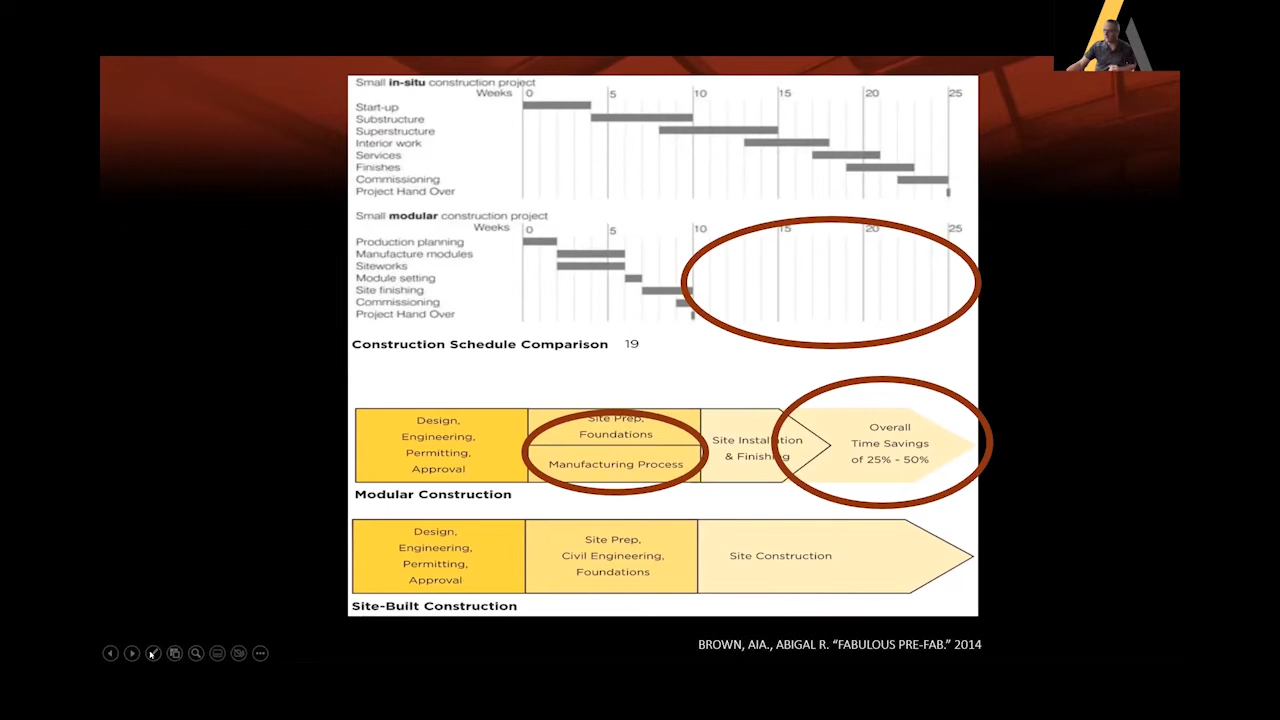 Small in-situ construction project
Weeks 0 5 10 15 20 25
Start-up
Substructure
Superstructure
Interior work
Services
Finishes
Commissioning
Project Hand Over
Small modular construction project
Weeks 0 5 10 15 20 25
Production planning
Manufacture modules
Siteworks
Module setting
Site finishing
Commissioning
Project Hand Over
Construction Schedule Comparison 19
Design,
Engineering,
Permitting,
Approval
Site Prep,
Foundations
Manufacturing Process
Site Installation
& Finishing
Overall
Time Savings
of 25% - 50%
Modular Construction
Design,
Engineering,
Permitting,
Approval
Site Prep,
Civil Engineering,
Foundations
Site Construction
Site-Built Construction
BROWN, AIA., ABIGAL R. “FABULOUS PRE-FAB.” 2014